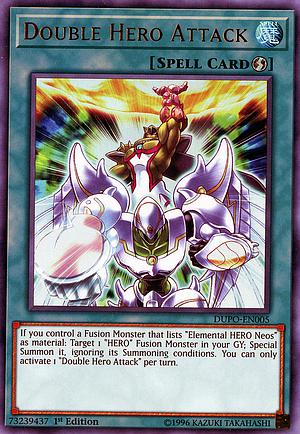 DOUBLE HERO ATTACK
[SPELL CARD]
DUPO-EN005
If you control a Fusion Monster that lists "Elemental HERO Neos"
as material: Target 1 "HERO" Fusion Monster in your GY; Special
Summon it, ignoring its Summoning conditions. You can only
activate 1 "Double Hero Attack" per turn.
73239437 1st Edition ©1996 KAZUKI TAKAHASHI